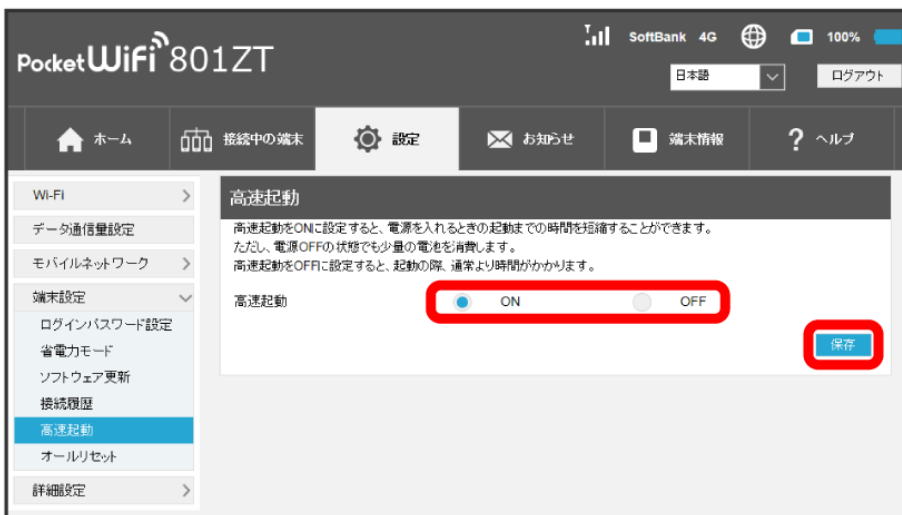 Pocket WiFi 801ZT
SoftBank 4G 100%
日本語 ログアウト
ホーム 接続中の端末 設定 お知らせ 端末情報 ? ヘルプ
Wi-Fi
データ通信量設定
モバイルネットワーク
端末設定
ログインパスワード設定
省電力モード
ソフトウェア更新
接続履歴
高速起動
オールリセット
詳細設定
高速起動
高速起動をONに設定すると、電源を入れるときの起動までの時間を短縮することができます。
ただし、電源OFFの状態でも少量の電池を消費します。
高速起動をOFFに設定すると、起動の際、通常より時間がかかります。
高速起動 ON OFF
保存